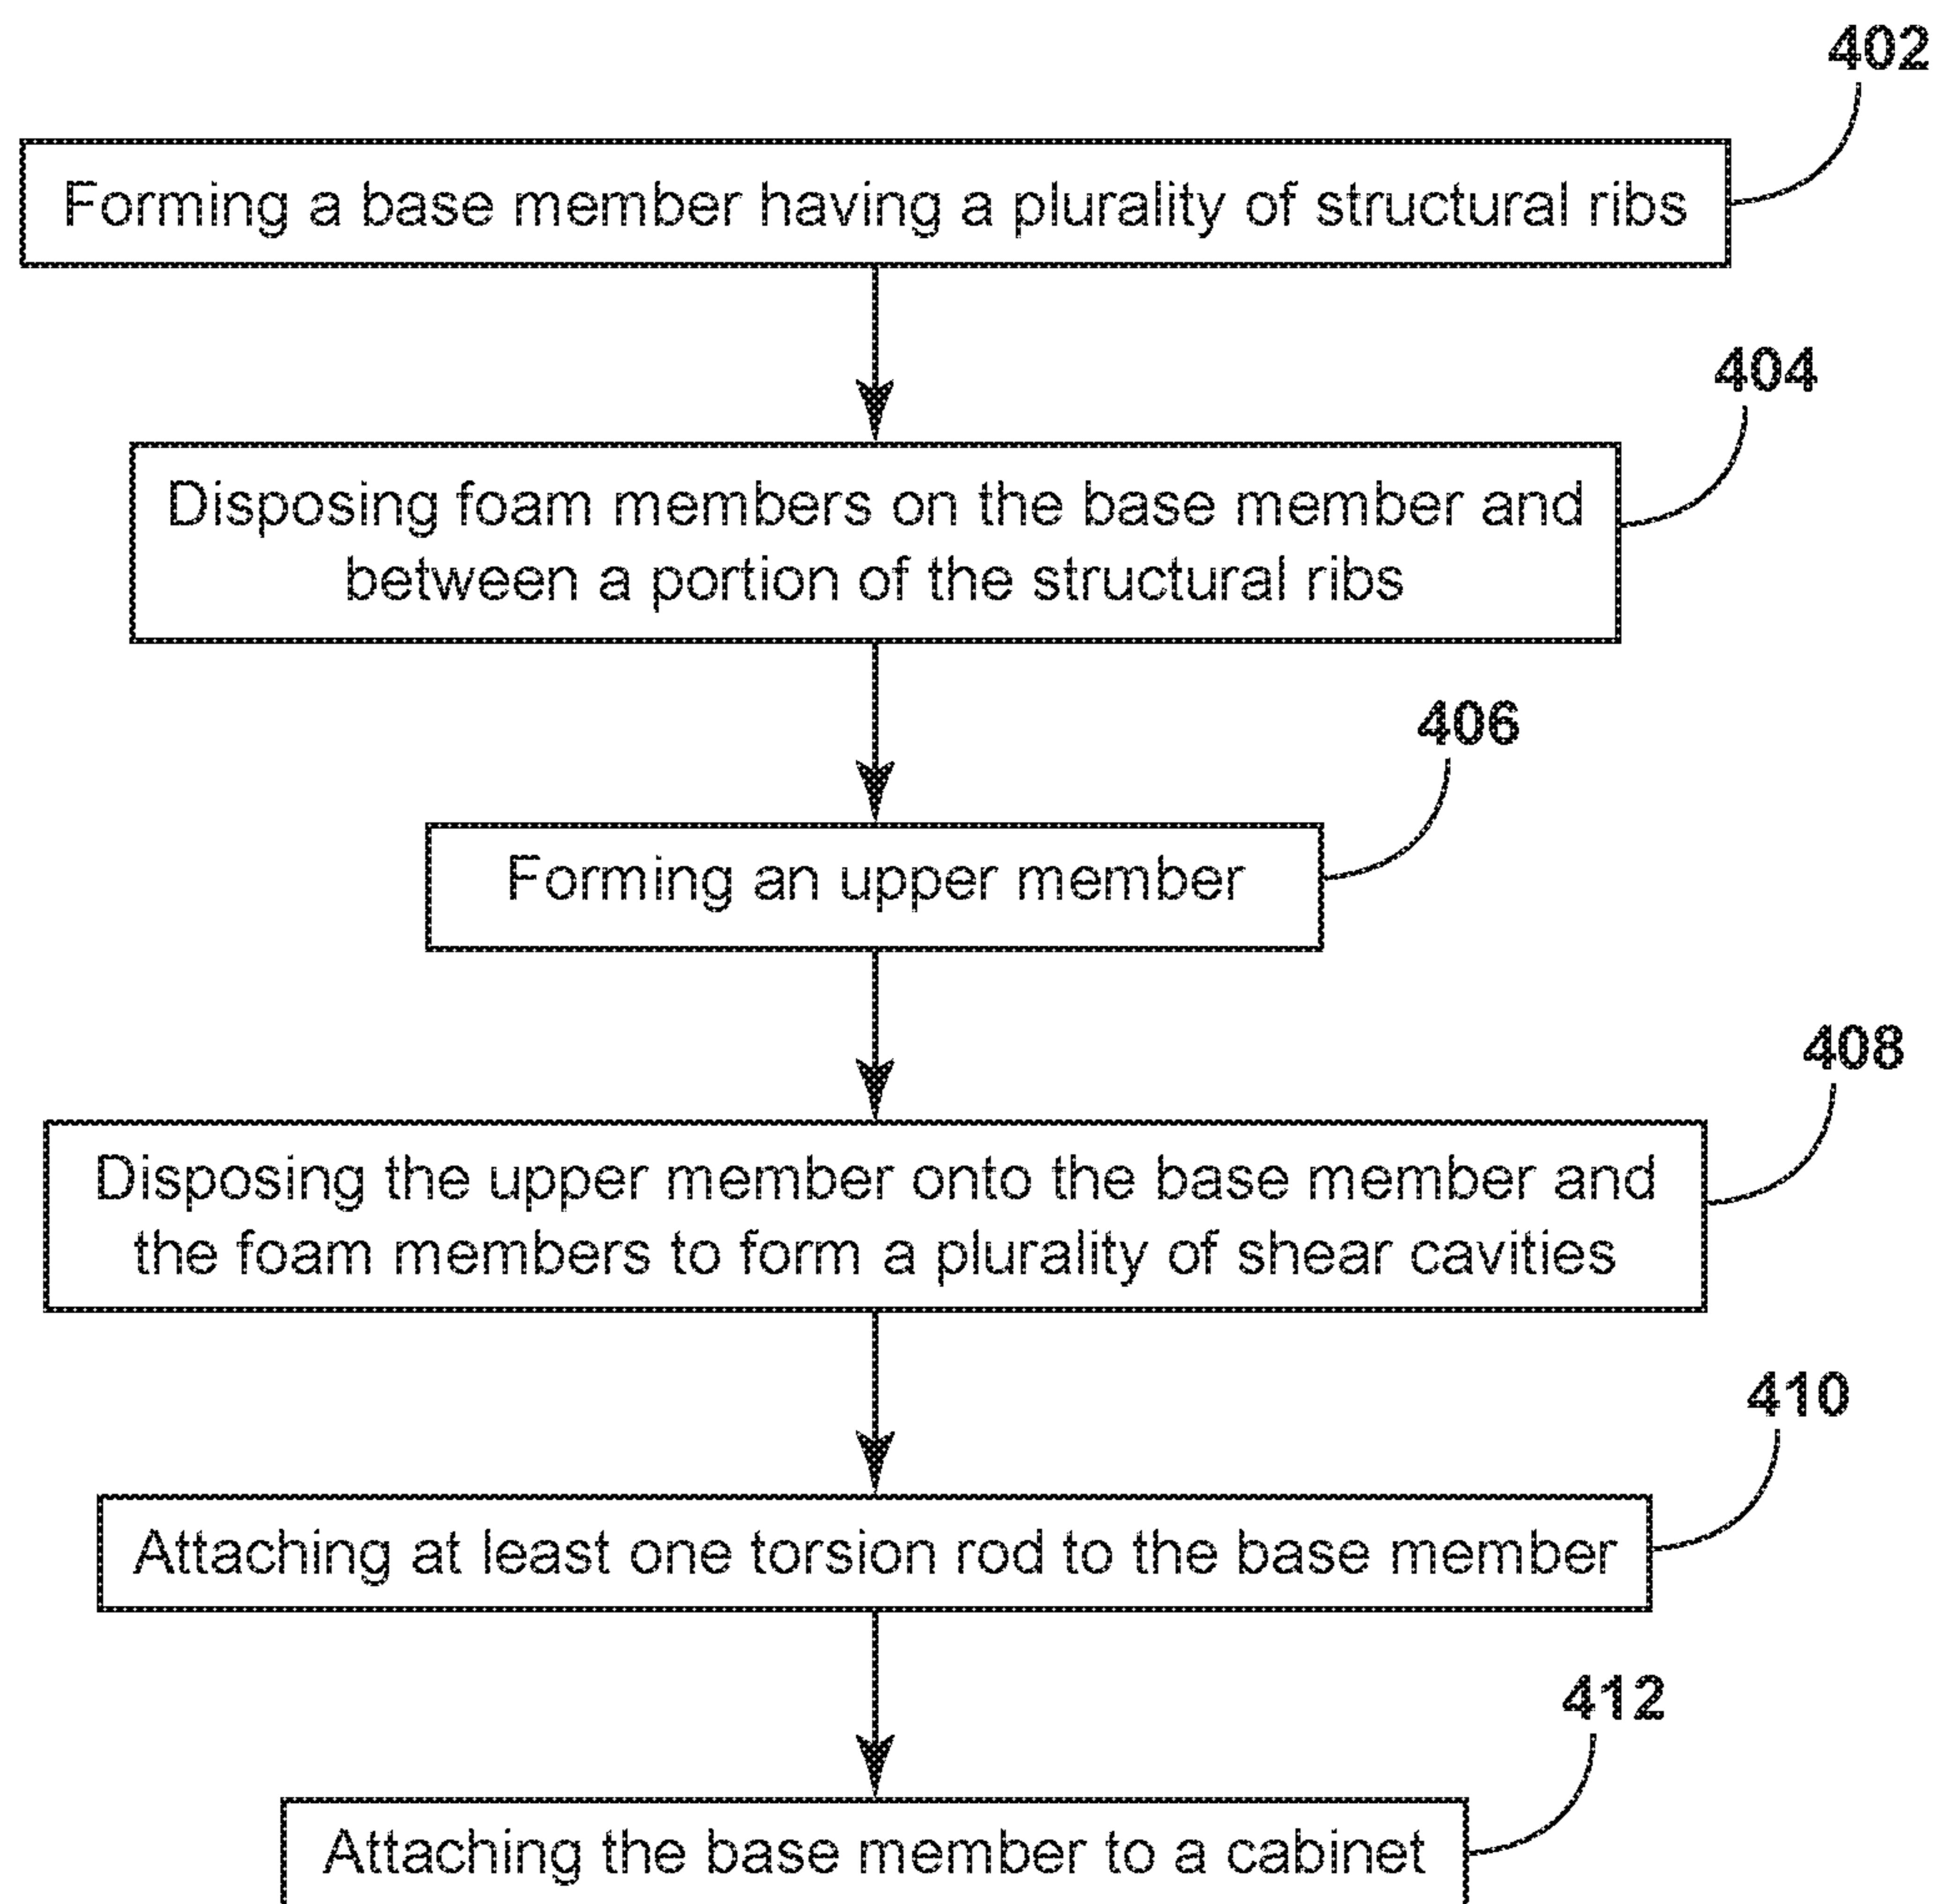 402
Forming a base member having a plurality of structural ribs
404
Disposing foam members on the base member and
between a portion of the structural ribs
406
Forming an upper member
408
Disposing the upper member onto the base member and
the foam members to form a plurality of shear cavities
410
Attaching at least one torsion rod to the base member
412
Attaching the base member to a cabinet